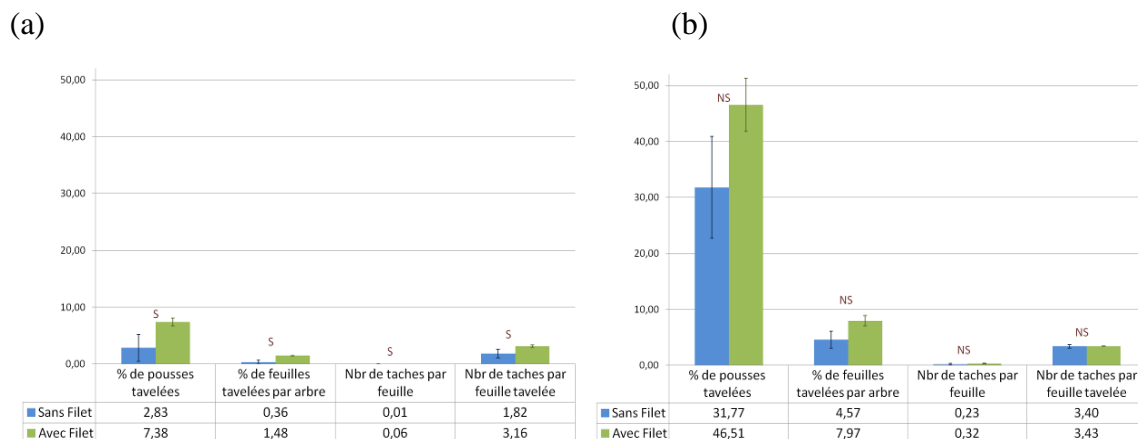 (a)
(b)
50,00
40,00
30,00
20,00
10,00
0,00
S
S
S
S
% de pousses tavelées
% de feuilles tavelées par arbre
Nbr de taches par feuille
Nbr de taches par feuille tavelée
Sans Filet 2,83 0,36 0,01 1,82
Avec Filet 7,38 1,48 0,06 3,16
50,00
40,00
30,00
20,00
10,00
0,00
NS
NS
NS
NS
% de pousses tavelées
% de feuilles tavelées par arbre
Nbr de taches par feuille
Nbr de taches par feuille tavelée
Sans Filet 31,77 4,57 0,23 3,40
Avec Filet 46,51 7,97 0,32 3,43